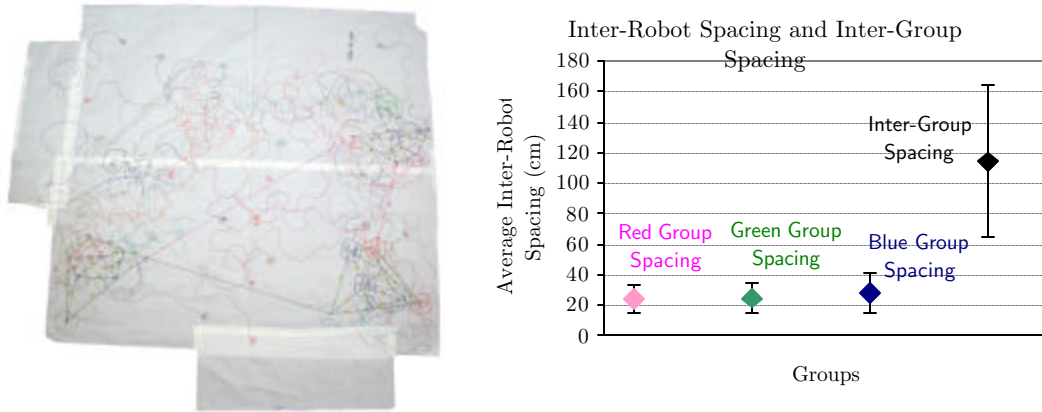 Inter-Robot Spacing and Inter-Group
Spacing
180
160
140
120
100
80
60
40
20
0
Average Inter-Robot
Spacing (cm)
Red Group
Spacing
Green Group
Spacing
Blue Group
Spacing
Inter-Group
Spacing
Groups